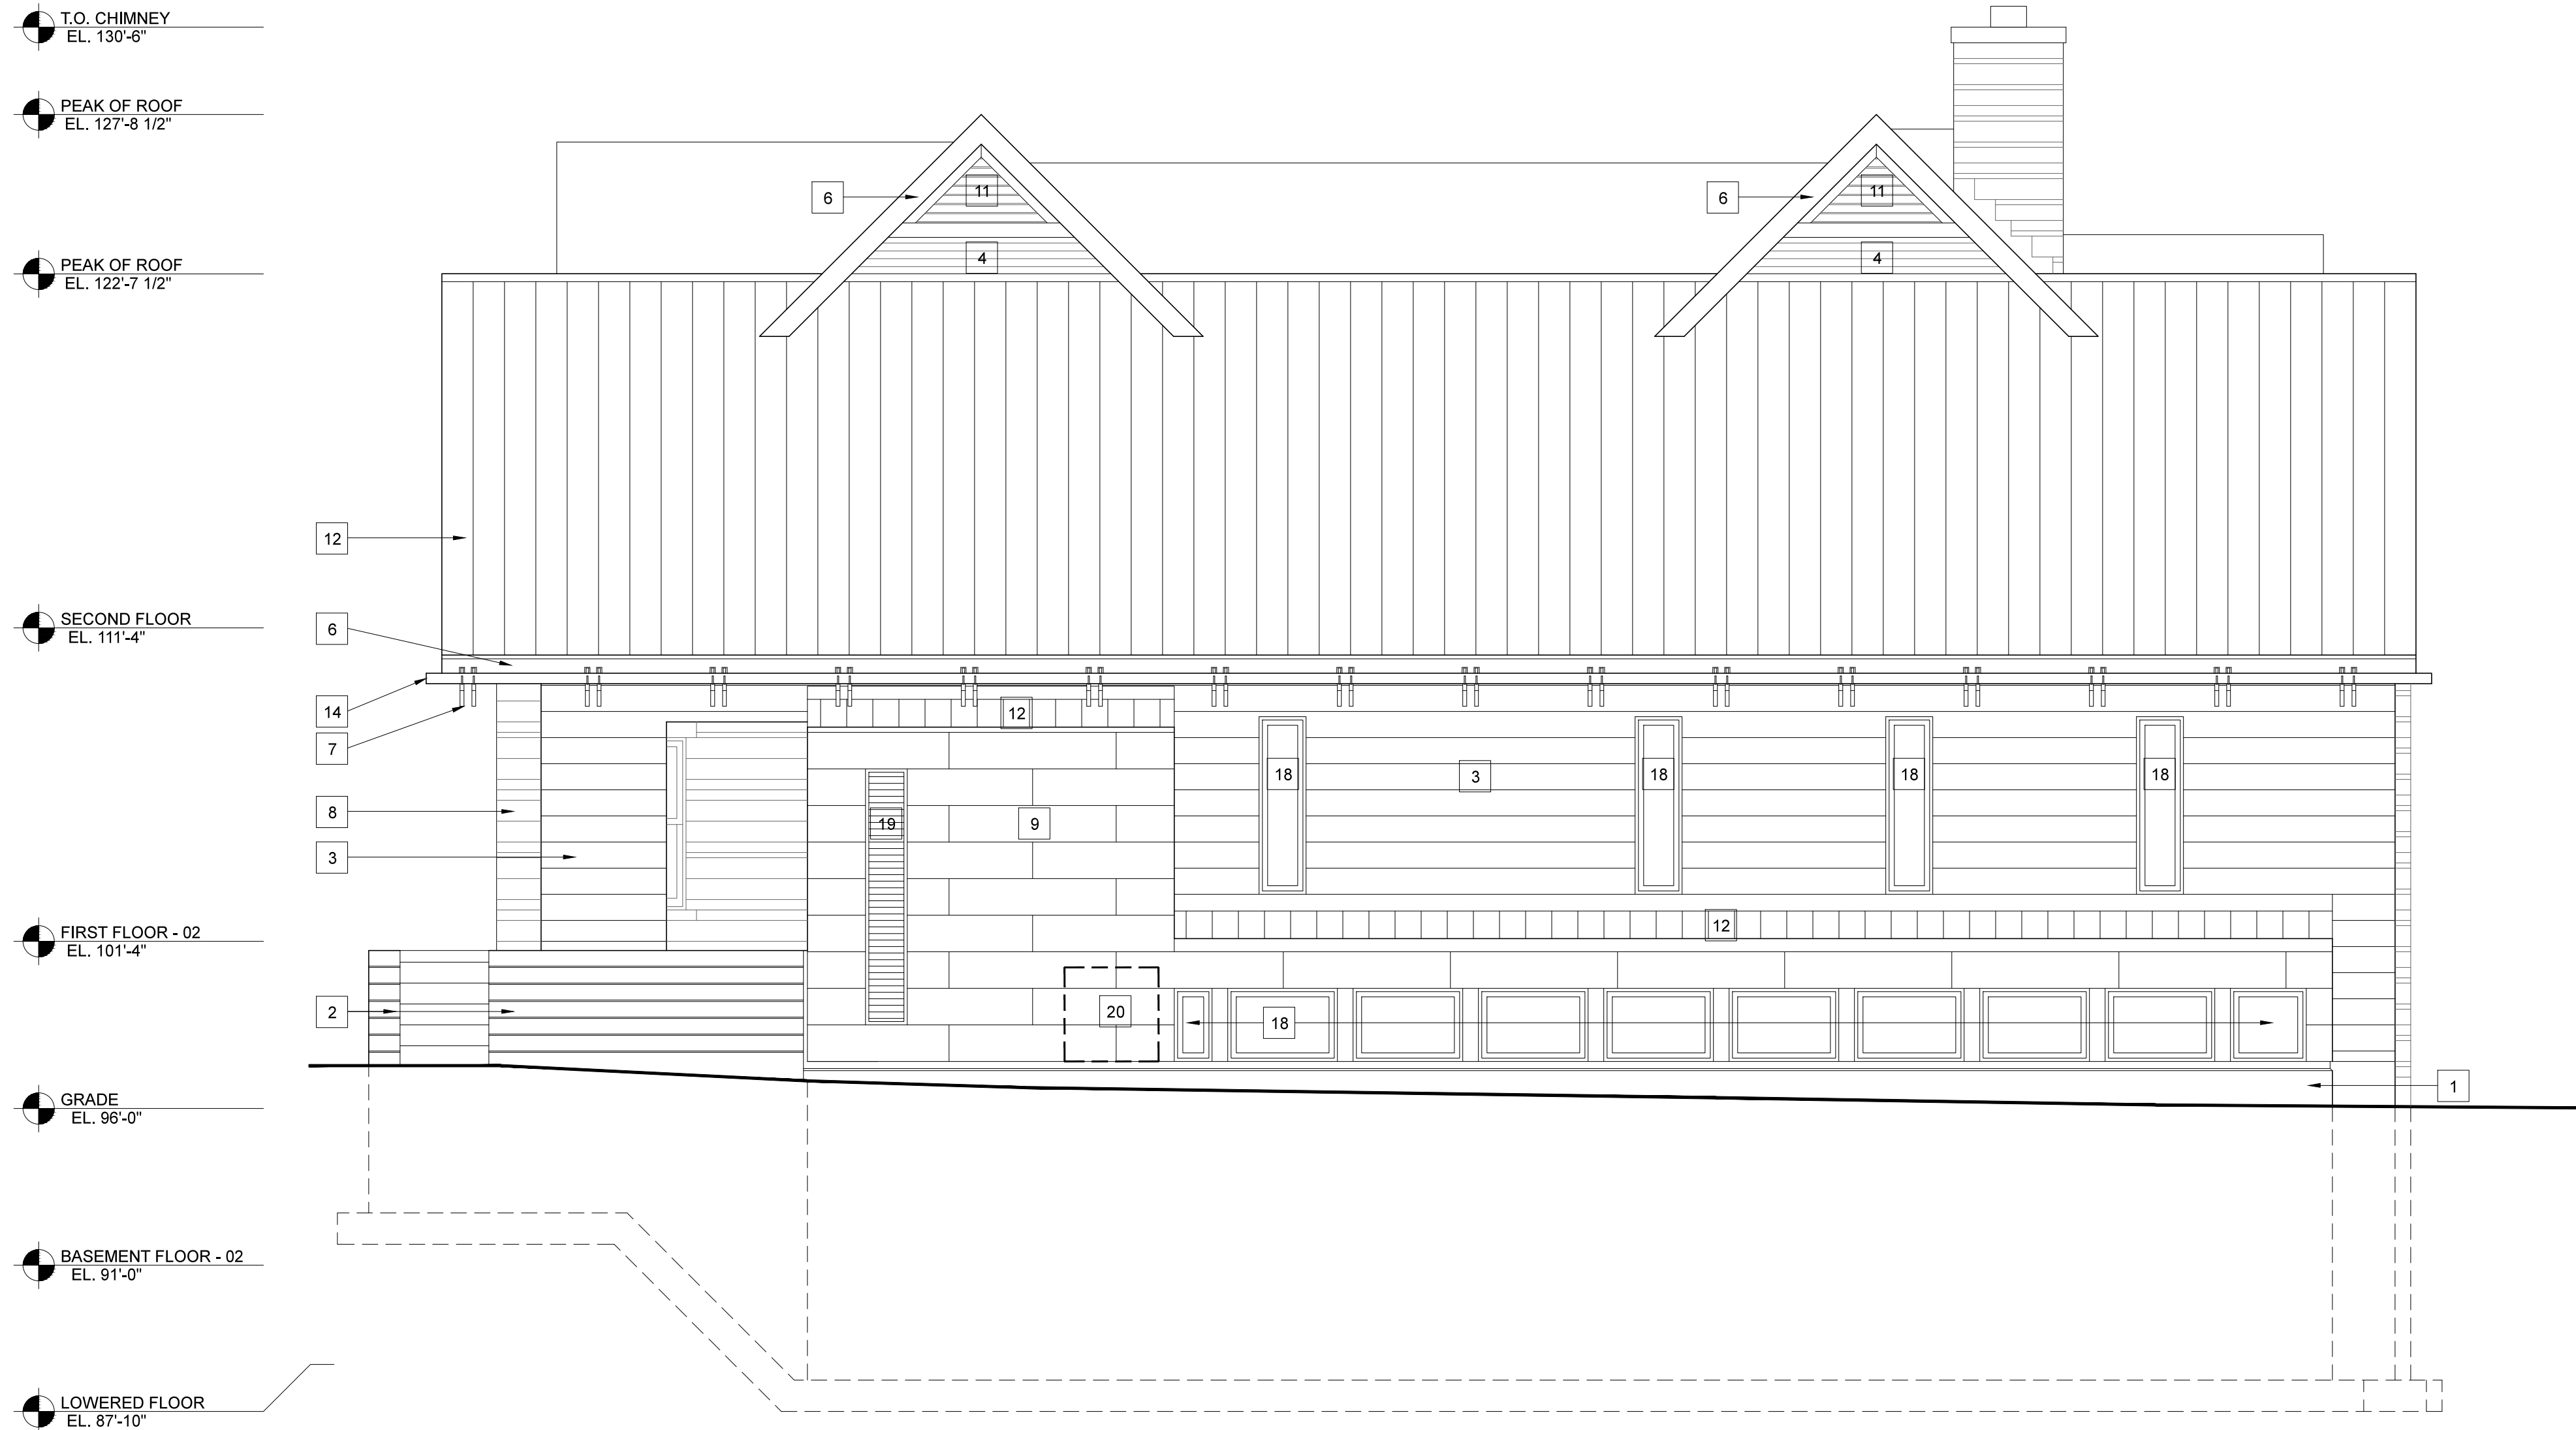 T.O. CHIMNEY
EL. 130'-6"
PEAK OF ROOF
EL. 127'-8 1/2"
6
11
6
11
4
4
PEAK OF ROOF
EL. 122'-7 1/2"
12
SECOND FLOOR
EL. 111'-4"
6
14
12
7
18
3
18
18
18
8
19
9
3
FIRST FLOOR - 02
EL. 101'-4"
12
2
20
18
GRADE
EL. 96'-0"
1
BASEMENT FLOOR - 02
EL. 91'-0"
LOWERED FLOOR
EL. 87'-10"